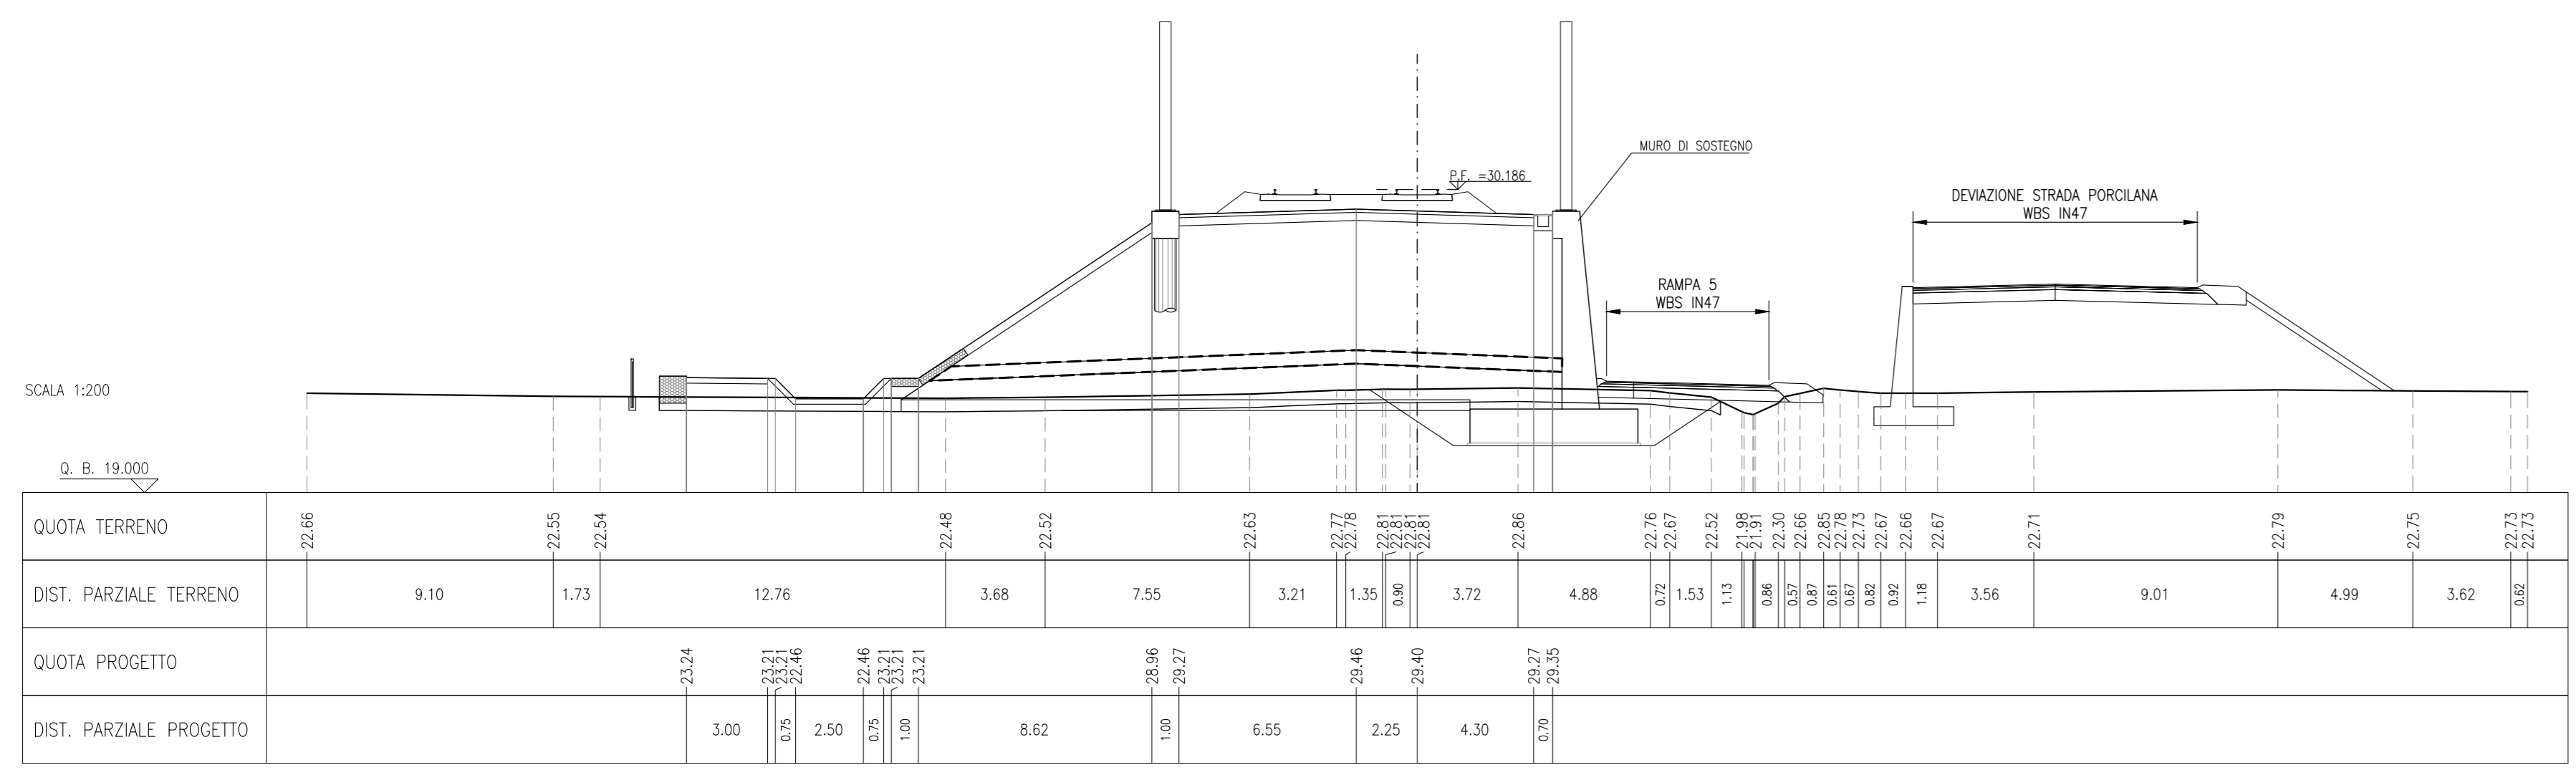 MURO DI SOSTEGNO
P.F. =30.186
DEVIAZIONE STRADA PORCILANA
WBS IN47
RAMPA 5
WBS IN47
SCALA 1:200
Q. B. 19.000
QUOTA TERRENO
22.66 22.55 22.54 22.48 22.52 22.63 22.77 22.78 22.81 22.81 22.81 22.81 22.86 22.76 22.67 22.52 21.98 21.91 22.30 22.66 22.85 22.78 22.73 22.67 22.66 22.67 22.71 22.79 22.75 22.73 22.73
DIST. PARZIALE TERRENO
9.10 1.73 12.76 3.68 7.55 3.21 1.35 0.90 3.72 4.88 0.72 1.53 1.13 0.86 0.57 0.87 0.61 0.67 0.82 0.92 1.18 3.56 9.01 4.99 3.62 0.62
QUOTA PROGETTO
23.24 23.21 23.21 22.46 22.46 23.21 23.21 23.21 28.96 29.27 29.46 29.40 29.27 29.35
DIST. PARZIALE PROGETTO
3.00 0.75 2.50 0.75 1.00 8.62 1.00 6.55 2.25 4.30 0.70